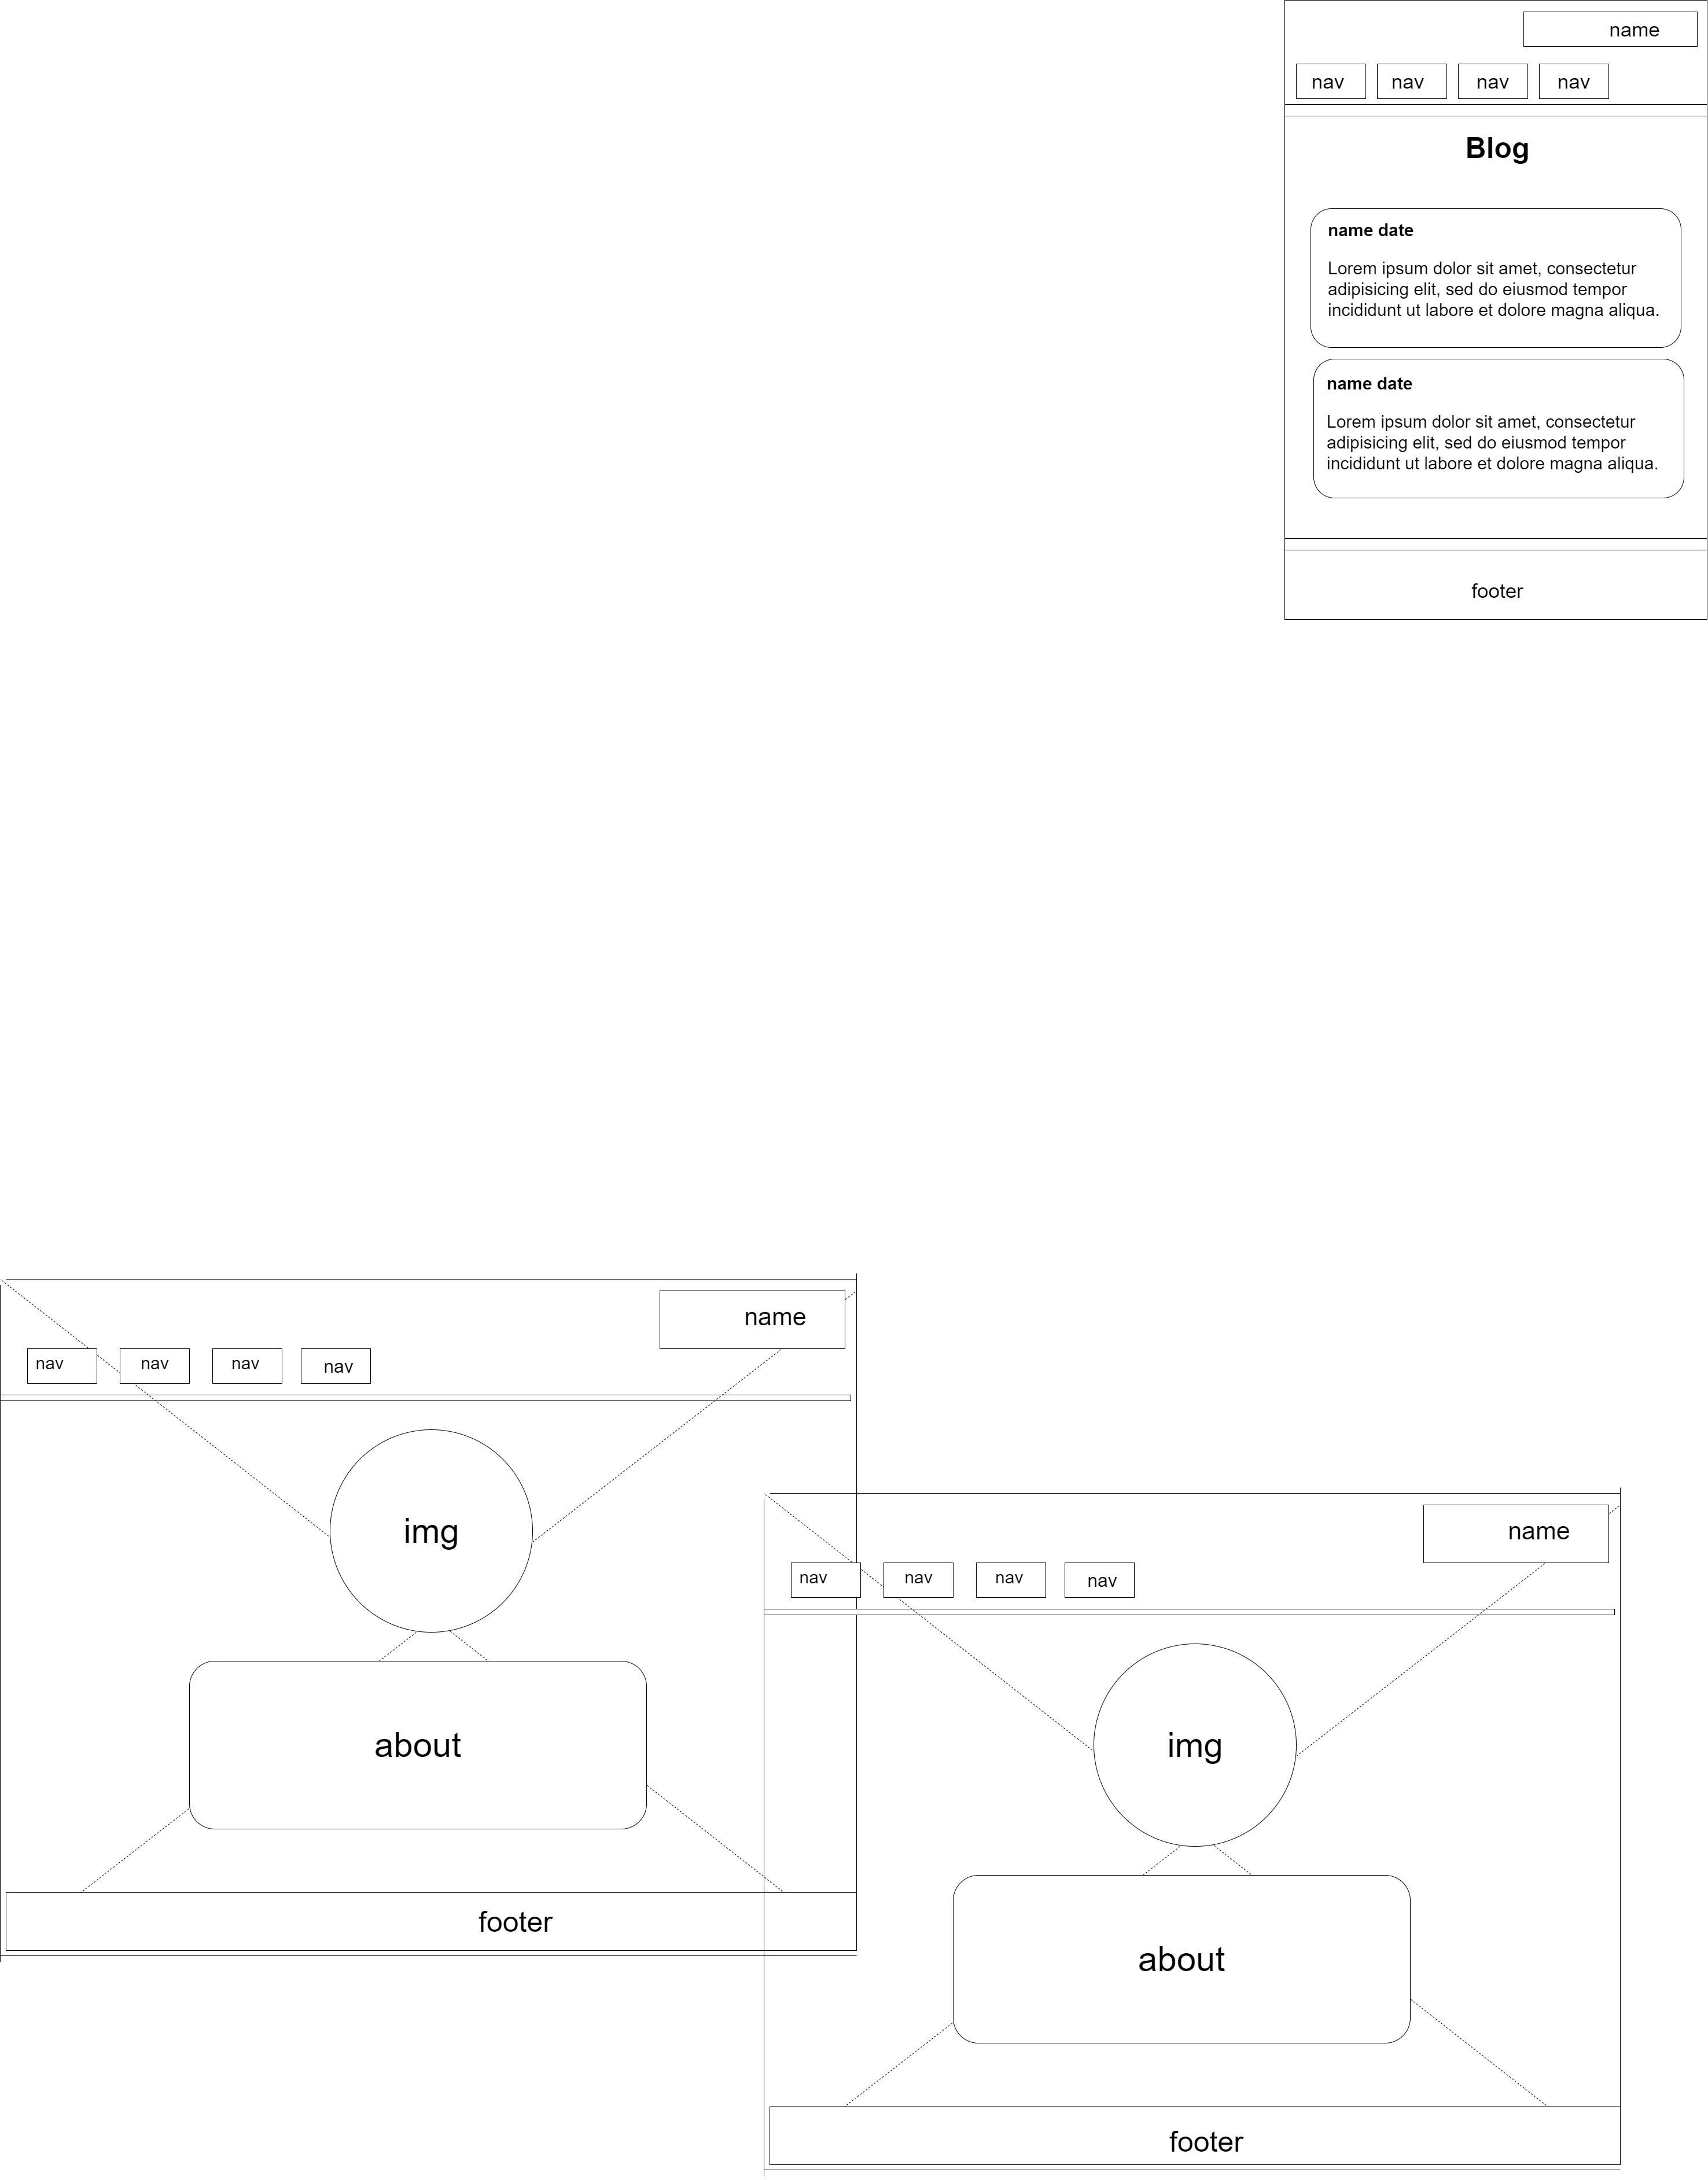 name
nav nav nav nav
Blog
name date
Lorem ipsum dolor sit amet, consectetur
adipisicing elit, sed do eiusmod tempor
incididunt ut labore et dolore magna aliqua.
name date
Lorem ipsum dolor sit amet, consectetur
adipisicing elit, sed do eiusmod tempor
incididunt ut labore et dolore magna aliqua.
footer
name
nav nav nav nav
img
about
footer
name
nav nav nav nav
img
about
footer